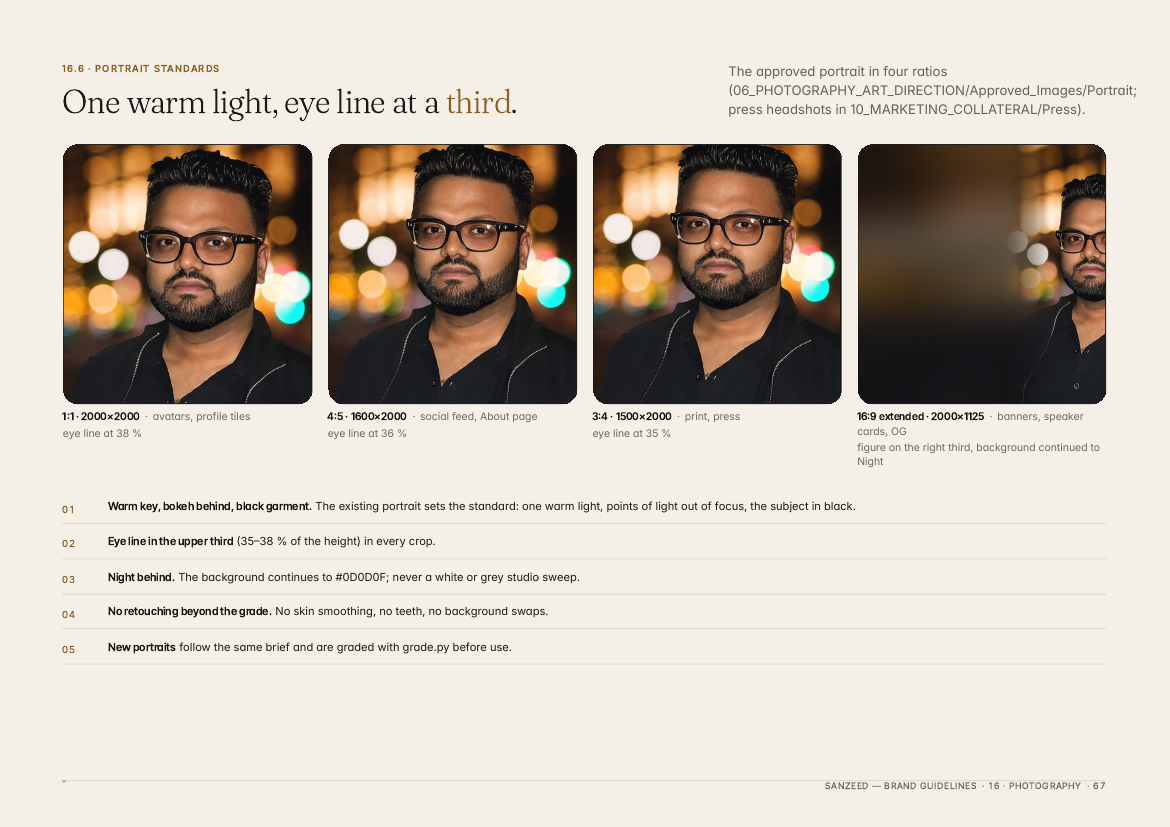 16.6 · PORTRAIT STANDARDS
One warm light, eye line at a third.
The approved portrait in four ratios
(06_PHOTOGRAPHY_ART_DIRECTION/Approved_Images/Portrait;
press headshots in 10_MARKETING_COLLATERAL/Press).
1:1 · 2000×2000 · avatars, profile tiles
eye line at 38 %
4:5 · 1600×2000 · social feed, About page
eye line at 36 %
3:4 · 1500×2000 · print, press
eye line at 35 %
16:9 extended · 2000×1125 · banners, speaker
cards, OG
figure on the right third, background continued to
Night
01 Warm key, bokeh behind, black garment. The existing portrait sets the standard: one warm light, points of light out of focus, the subject in black.
02 Eye line in the upper third (35–38 % of the height) in every crop.
03 Night behind. The background continues to #0D0D0F; never a white or grey studio sweep.
04 No retouching beyond the grade. No skin smoothing, no teeth, no background swaps.
05 New portraits follow the same brief and are graded with grade.py before use.
SANZEED — BRAND GUIDELINES · 16 · PHOTOGRAPHY · 67